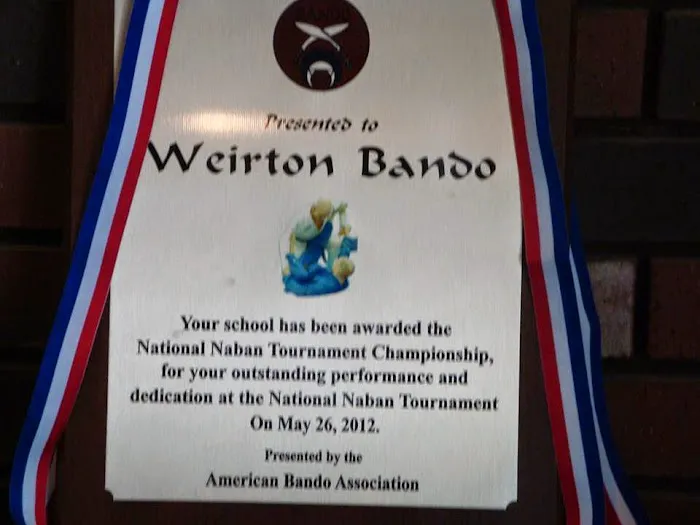 Presented to
Weirton Bando
Your school has been awarded the
National Naban Tournament Championship,
for your outstanding performance and
dedication at the National Naban Tournament
On May 26, 2012.
Presented by the
American Bando Association